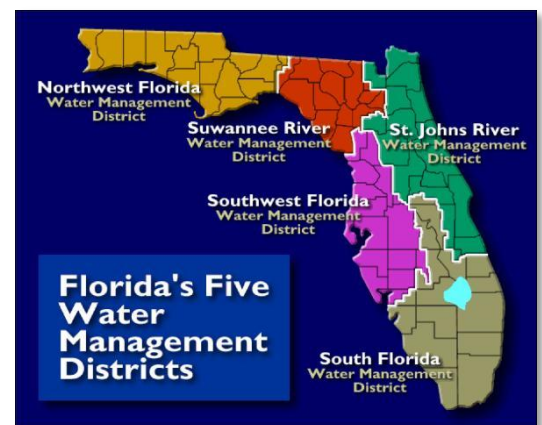 Northwest Florida
Water Management
District
Suwannee River
Water Management
District
St. Johns River
Water Management
District
Southwest Florida
Water Management
District
Florida's Five
Water
Management
Districts
South Florida
Water Management
District